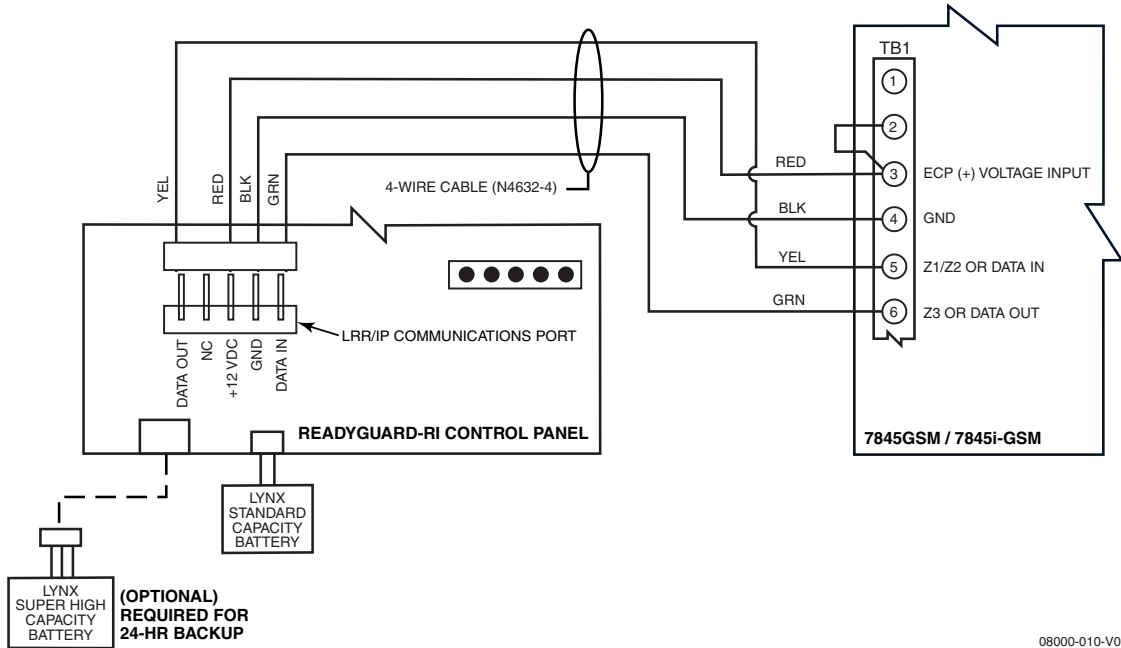 TB1
1
2
3
4
5
6
RED
BLK
YEL
GRN
ECP (+) VOLTAGE INPUT
GND
Z1/Z2 OR DATA IN
Z3 OR DATA OUT
7845GSM / 7845i-GSM
YEL
RED
BLK
GRN
4-WIRE CABLE (N4632-4)
LRR/IP COMMUNICATIONS PORT
DATA OUT
NC
+12 VDC
GND
DATA IN
READYGUARD-RI CONTROL PANEL
LYNX
STANDARD
CAPACITY
BATTERY
LYNX
SUPER HIGH
CAPACITY
BATTERY
(OPTIONAL)
REQUIRED FOR
24-HR BACKUP
08000-010-V0